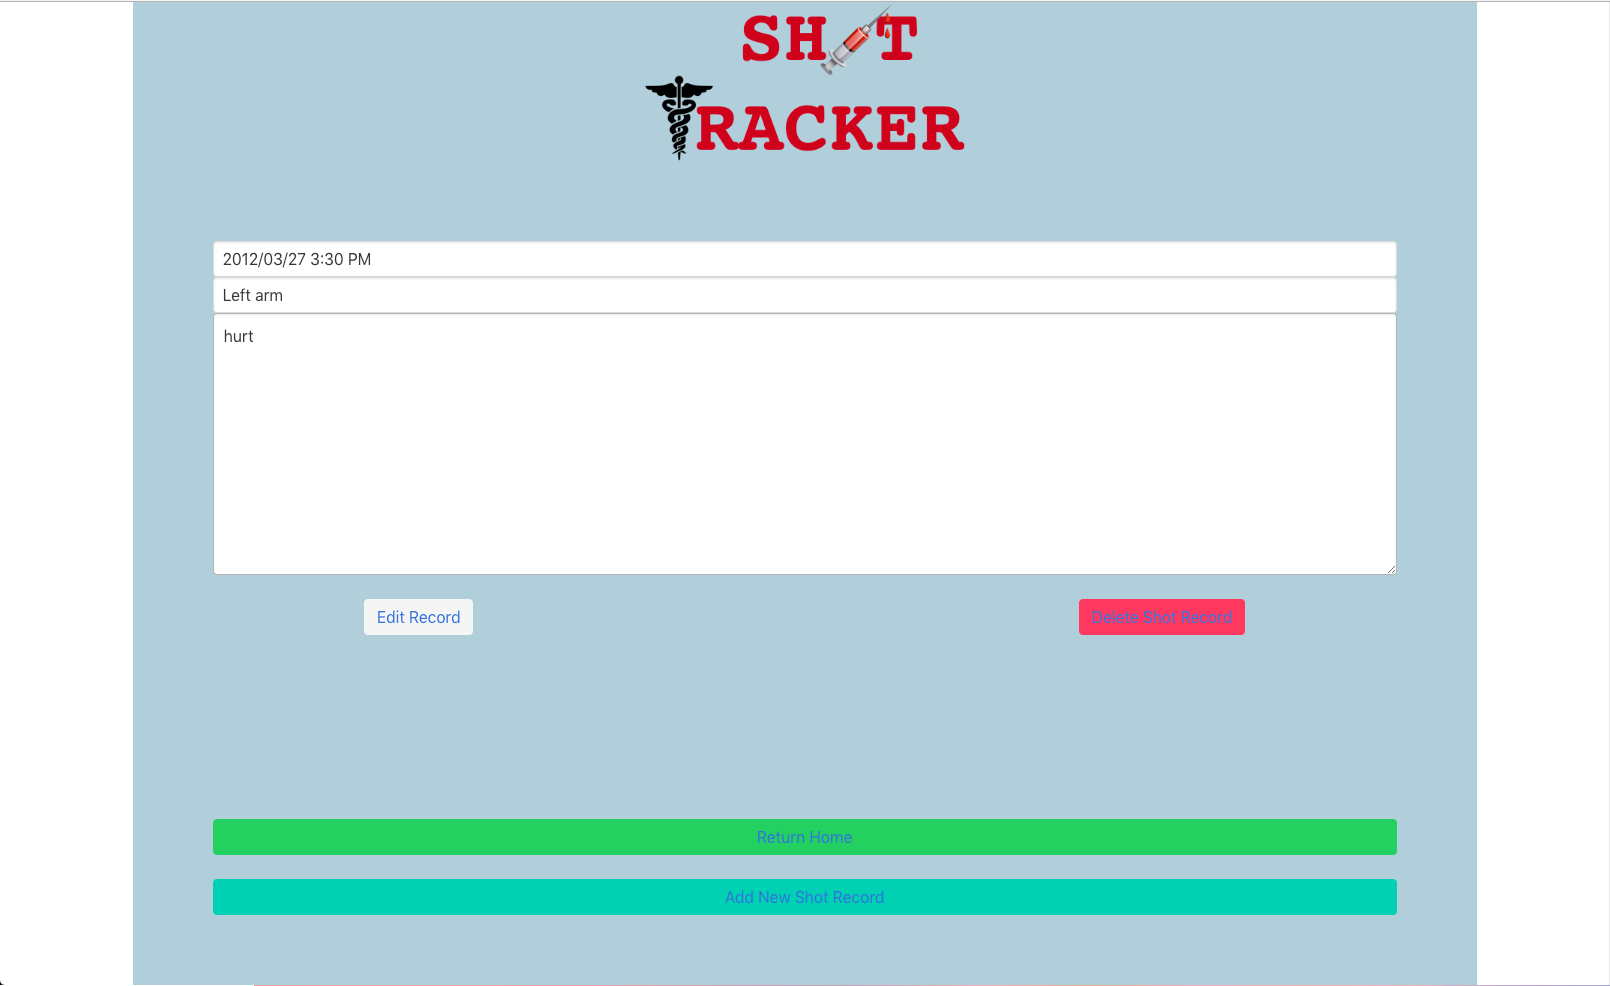 SH T
RACKER
2012/03/27 3:30 PM
Left arm
hurt
Edit Record
Delete Shot Record
Return Home
Add New Shot Record